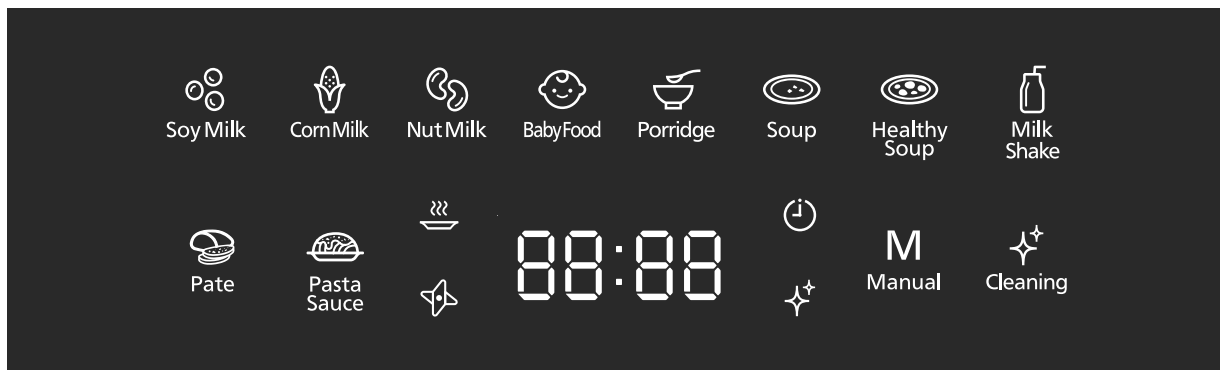 Soy Milk
Corn Milk
Nut Milk
Baby Food
Porridge
Soup
Healthy
Soup
Milk
Shake
88:88
Pate
Pasta
Sauce
M
Manual
Cleaning